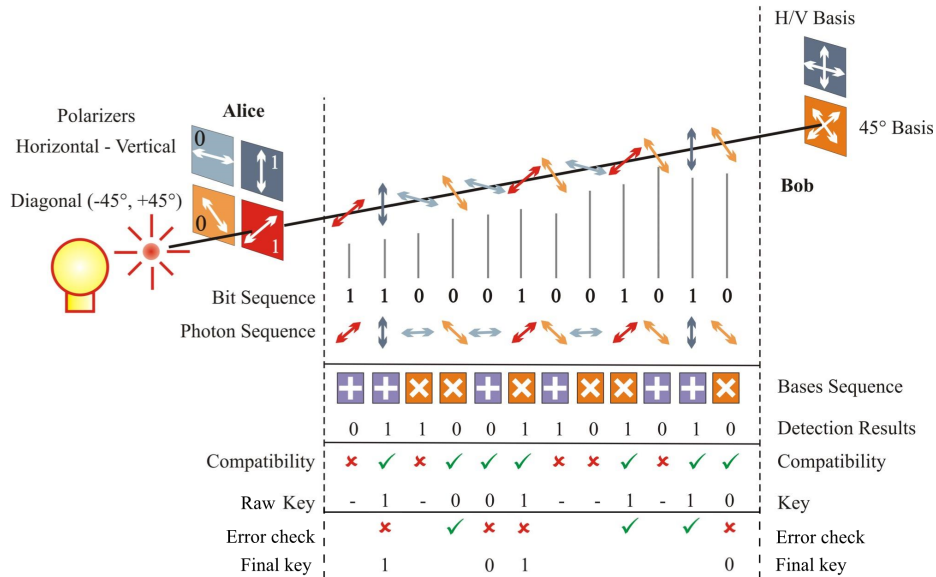 H/V Basis
Alice
Polarizers
Horizontal - Vertical
0
1
45° Basis
Diagonal (-45°, +45°)
0
1
Bob
Bit Sequence 1 1 0 0 0 1 0 0 1 0 1 0
Photon Sequence
Bases Sequence
0 1 1 0 0 1 1 0 1 0 1 0 Detection Results
Compatibility Compatibility
Raw Key - 1 - 0 0 1 - - 1 - 1 0 Key
Error check Error check
Final key 1 0 1 0 Final key